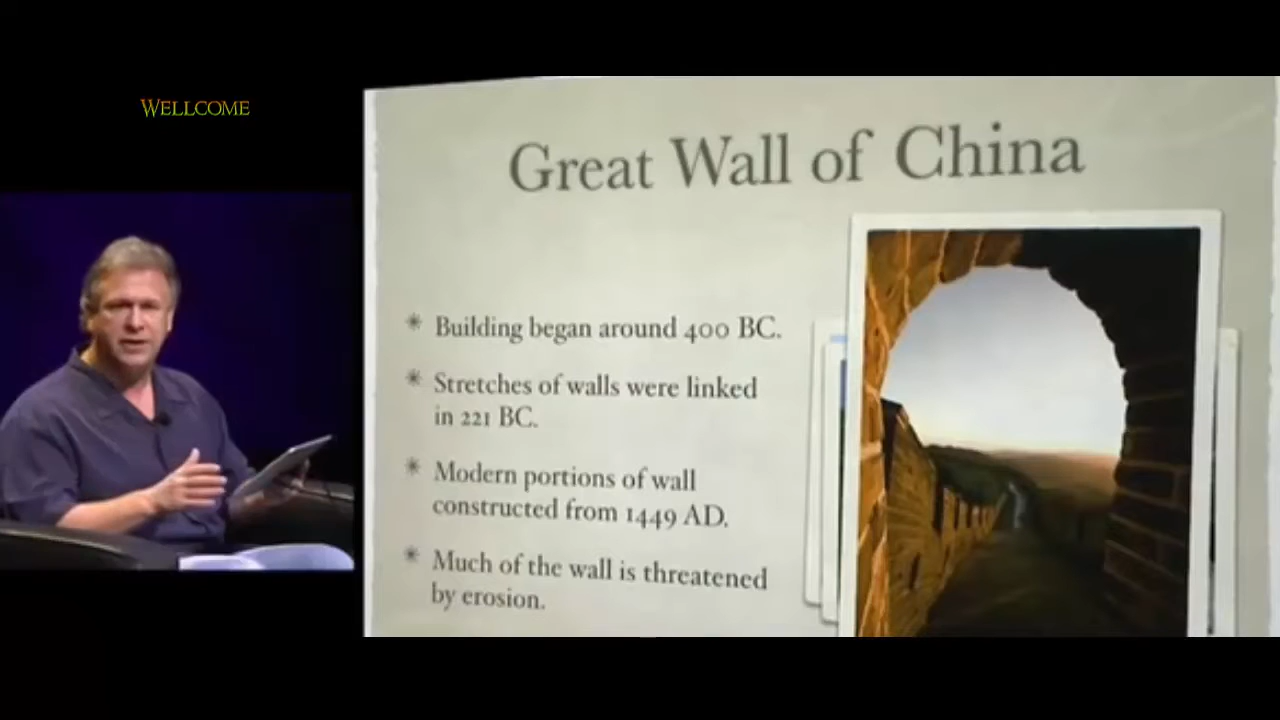 WELLCOME
Great Wall of China
* Building began around 400 BC.
* Stretches of walls were linked
in 221 BC.
* Modern portions of wall
constructed from 1449 AD.
* Much of the wall is threatened
by erosion.